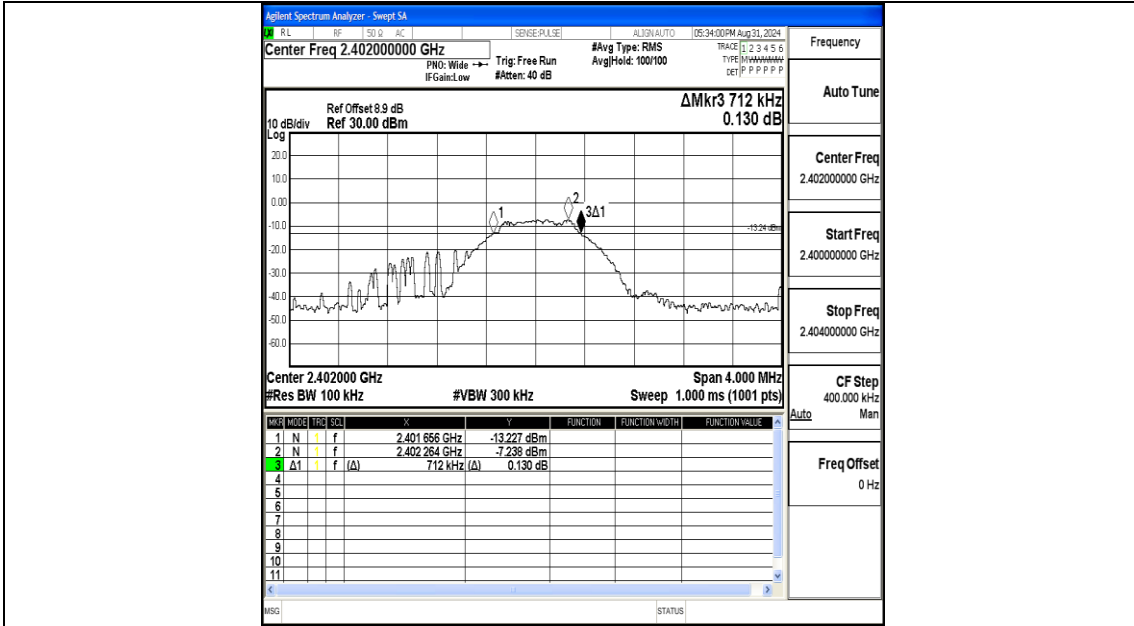 Agilent Spectrum Analyzer - Swept SA
RL RF 50 Ω AC SENSE:PULSE ALIGN AUTO 05:34:00PM Aug 31, 2024
Center Freq 2.402000000 GHz
#Avg Type: RMS
TRACE 1 2 3 4 5 6
PNO: Wide Trig: Free Run Avg|Hold: 100/100
TYPE MWWWWW
IFGain:Low #Atten: 40 dB
DET P P P P P P
ΔMkr3 712 kHz
0.130 dB
Ref Offset 8.9 dB
10 dB/div Ref 30.00 dBm
Log
20.0
10.0
0.00
-10.0
-20.0
-30.0
-40.0
-50.0
-60.0
1
2
3Δ1
-13.24 dBm
Center 2.402000 GHz Span 4.000 MHz
#Res BW 100 kHz #VBW 300 kHz Sweep 1.000 ms (1001 pts)
MKR MODE TRC SCL X Y FUNCTION FUNCTION WIDTH FUNCTION VALUE
1 N 1 f 2.401 656 GHz -13.227 dBm
2 N 1 f 2.402 264 GHz -7.238 dBm
3 Δ1 1 f (Δ) 712 kHz (Δ) 0.130 dB
4
5
6
7
8
9
10
11
MSG STATUS
Frequency
Auto Tune
Center Freq
2.402000000 GHz
Start Freq
2.400000000 GHz
Stop Freq
2.404000000 GHz
CF Step
400.000 kHz
Auto Man
Freq Offset
0 Hz